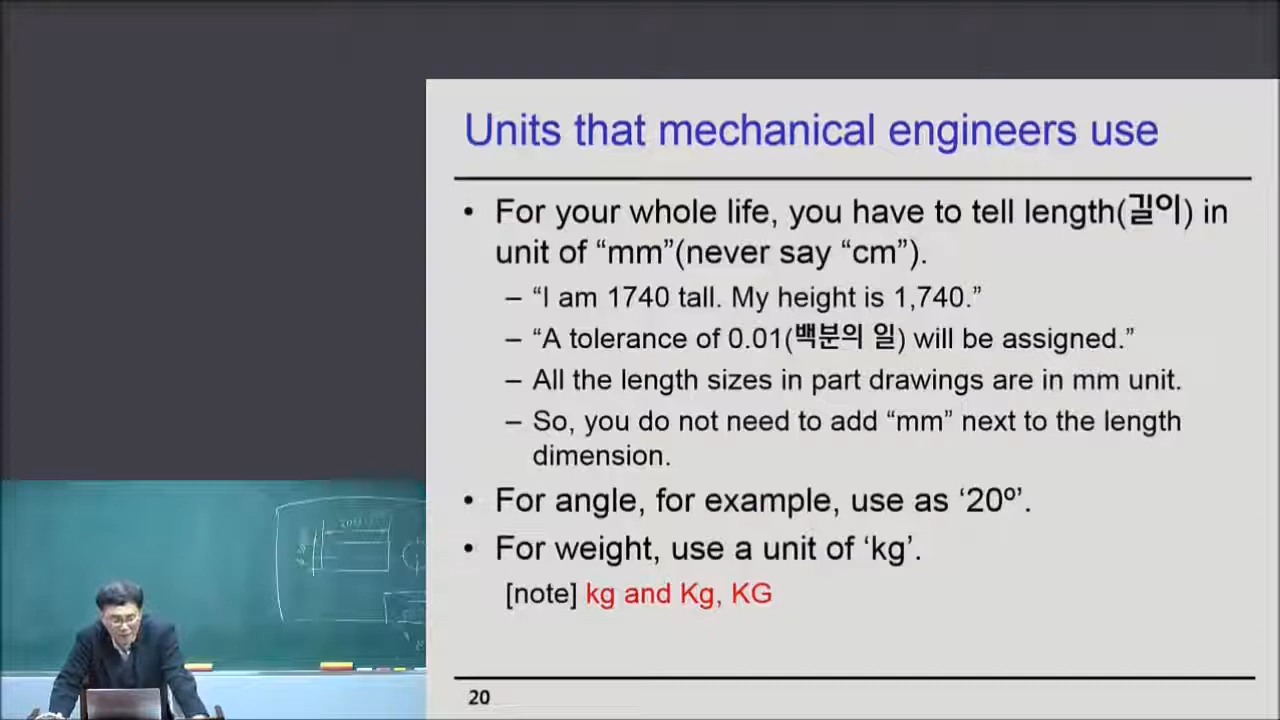 Units that mechanical engineers use
• For your whole life, you have to tell length(길이) in
unit of “mm”(never say “cm”).
– “I am 1740 tall. My height is 1,740.”
– “A tolerance of 0.01(백분의 일) will be assigned.”
– All the length sizes in part drawings are in mm unit.
– So, you do not need to add “mm” next to the length
dimension.
• For angle, for example, use as ‘20º’.
• For weight, use a unit of ‘kg’.
[note] kg and Kg, KG
20